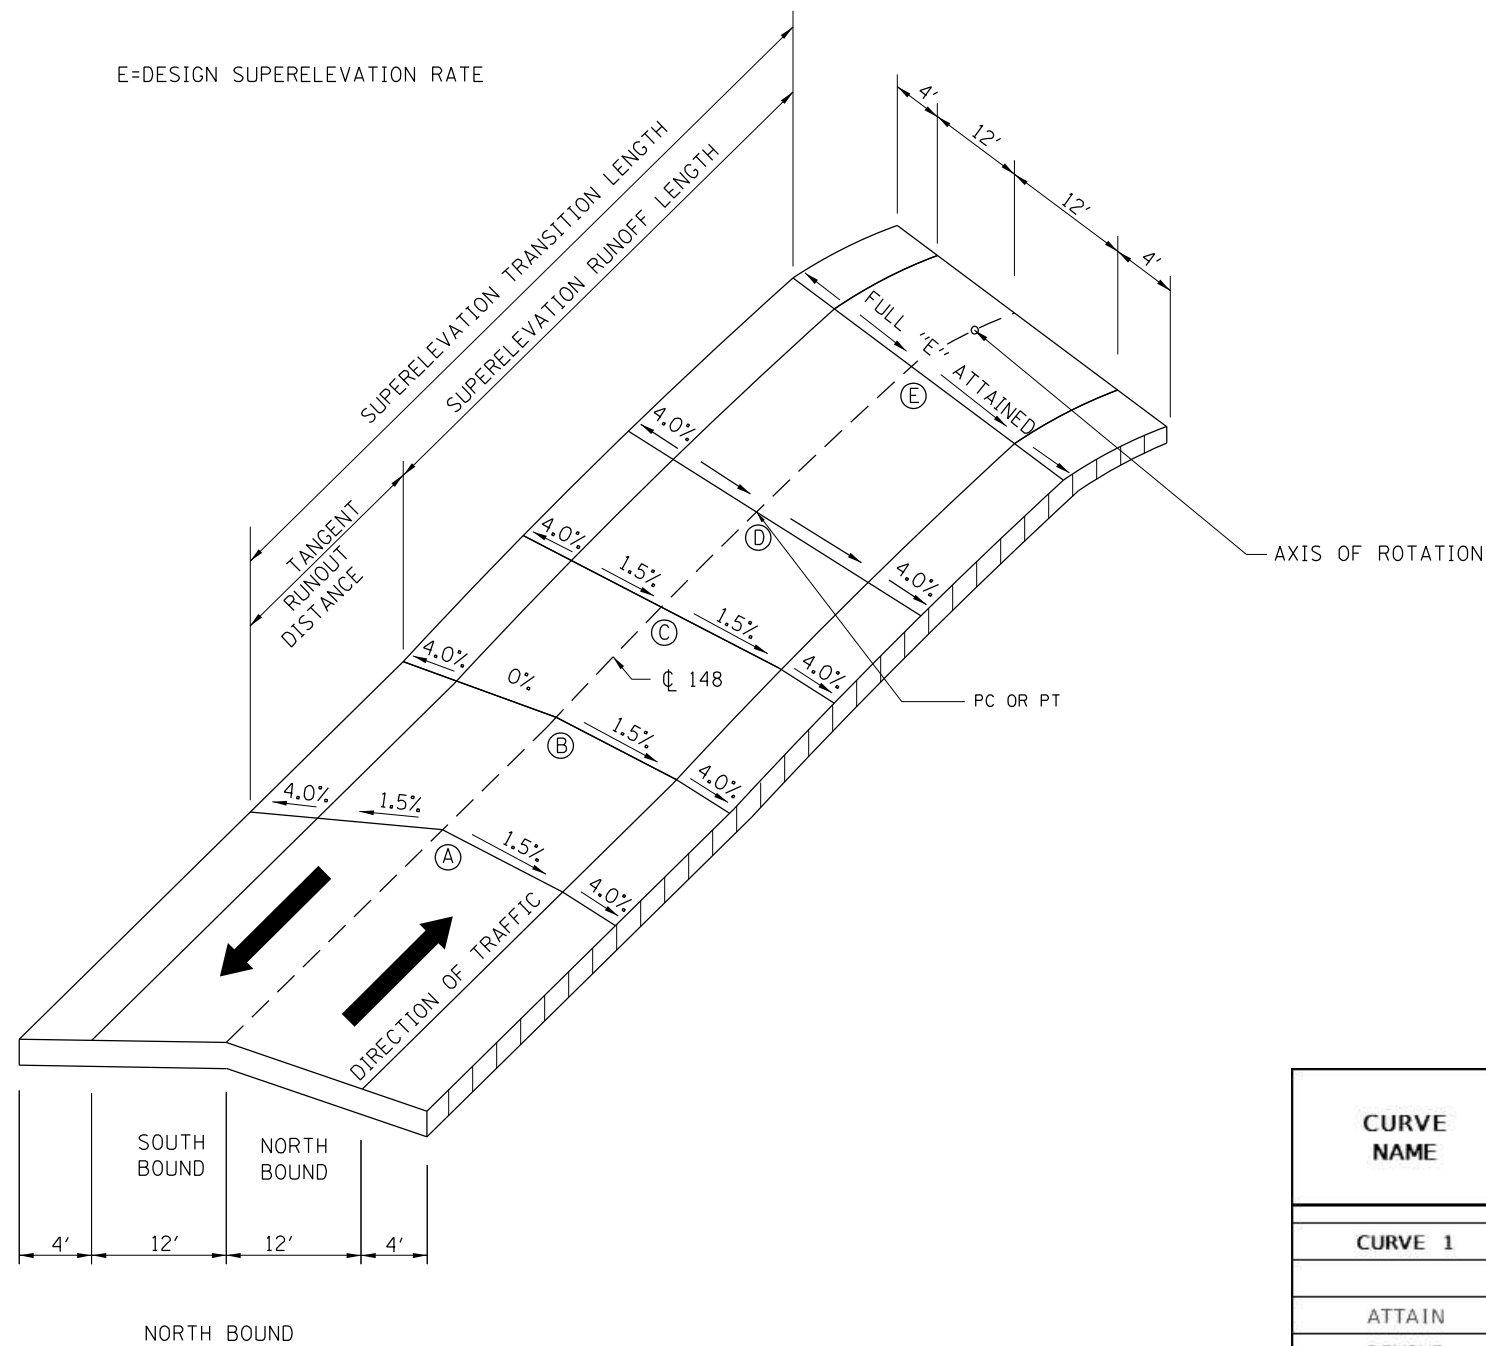 E=DESIGN SUPERELEVATION RATE
SUPERELEVATION TRANSITION LENGTH
SUPERELEVATION RUNOFF LENGTH
TANGENT
RUNOUT
DISTANCE
4'
12'
12'
4'
FULL "E" ATTAINED
E
4.0%
D
4.0%
AXIS OF ROTATION
4.0%
1.5%
C
1.5%
4.0%
PC OR PT
4.0%
0%
B
1.5%
4.0%
℄ 148
4.0%
1.5%
A
1.5%
4.0%
DIRECTION OF TRAFFIC
SOUTH
BOUND
NORTH
BOUND
4'
12'
12'
4'
NORTH BOUND
CURVE
NAME
CURVE 1
ATTAIN